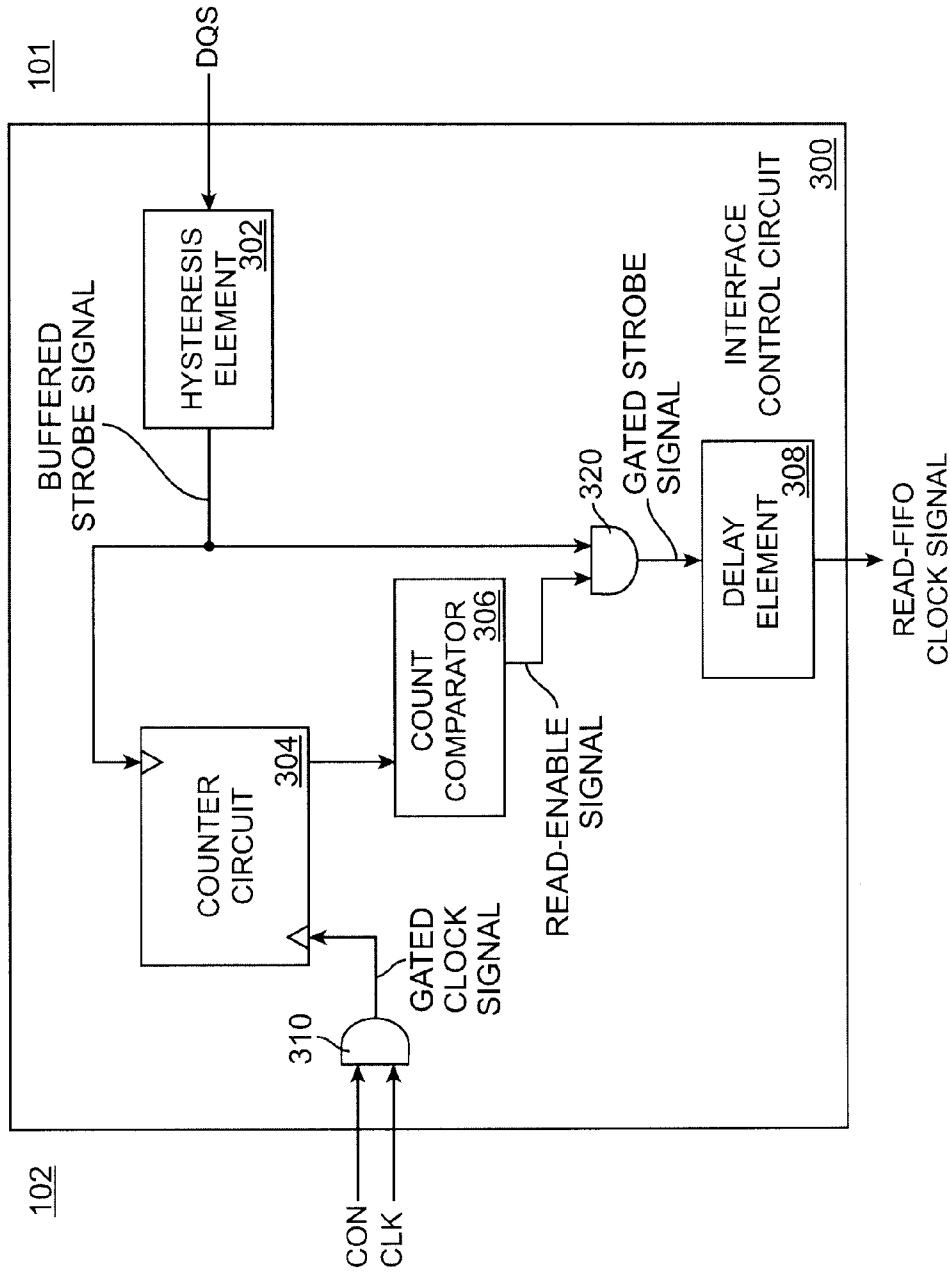 102
101
CON
CLK
310
GATED
CLOCK
SIGNAL
COUNTER
CIRCUIT
304
COUNT
COMPARATOR
306
READ-ENABLE
SIGNAL
BUFFERED
STROBE SIGNAL
HYSTERESIS
ELEMENT
302
DQS
320
GATED STROBE
SIGNAL
DELAY
ELEMENT
308
INTERFACE
CONTROL CIRCUIT
300
READ-FIFO
CLOCK SIGNAL